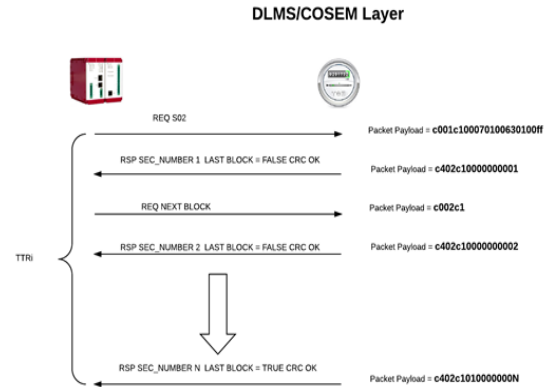 DLMS/COSEM Layer
REQ S02
Packet Payload = c001c100070100630100ff
RSP SEC_NUMBER 1 LAST BLOCK = FALSE CRC OK
Packet Payload = c402c10000000001
REQ NEXT BLOCK
Packet Payload = c002c1
RSP SEC_NUMBER 2 LAST BLOCK = FALSE CRC OK
Packet Payload = c402c10000000002
TTRi
RSP SEC_NUMBER N LAST BLOCK = TRUE CRC OK
Packet Payload = c402c1010000000N